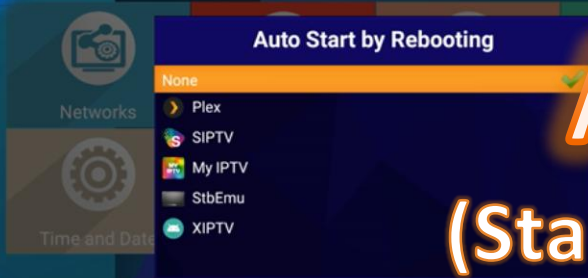 Auto Start by Rebooting
None
Networks
Plex
SIPTV
My IPTV
StbEmu
Time and Date
XIPTV
(Sta